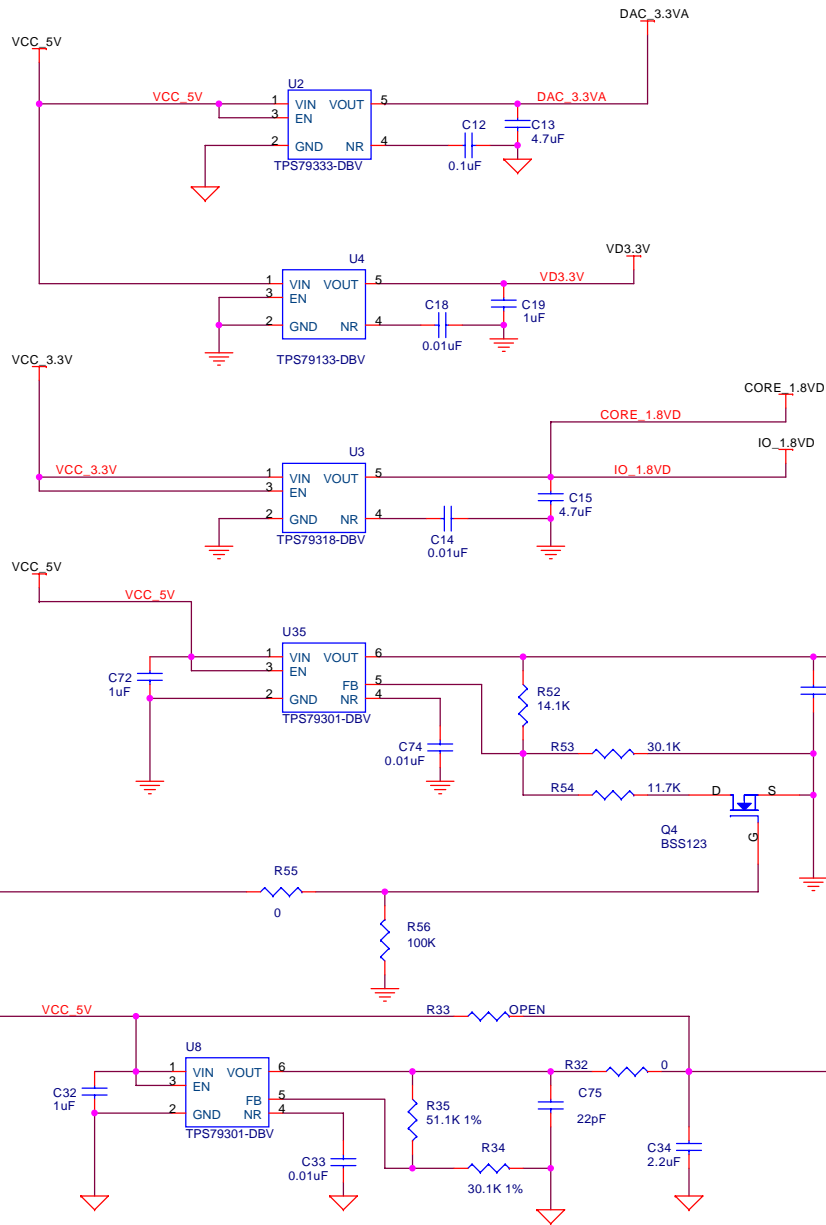 DAC_3.3VA
VCC_5V
U2
VCC_5V
1 VIN VOUT 5
DAC_3.3VA
3 EN
C12
C13
4.7uF
2 GND NR 4
0.1uF
TPS79333-DBV
VD3.3V
U4
1 VIN VOUT 5
VD3.3V
3 EN
C18
C19
1uF
2 GND NR 4
0.01uF
TPS79133-DBV
VCC_3.3V
CORE_1.8VD
CORE_1.8VD
IO_1.8VD
U3
VCC_3.3V
1 VIN VOUT 5
IO_1.8VD
3 EN
C15
4.7uF
2 GND NR 4
TPS79318-DBV
C14
0.01uF
VCC_5V
VCC_5V
U35
1 VIN VOUT 6
3 EN
C72
1uF
FB 5
2 GND NR 4
TPS79301-DBV
R52
14.1K
C74
0.01uF
R53
30.1K
R54
11.7K
D
S
Q4
BSS123
G
R55
0
R56
100K
VCC_5V
R33
OPEN
U8
1 VIN VOUT 6
R32
0
3 EN
C32
1uF
FB 5
2 GND NR 4
TPS79301-DBV
R35
51.1K 1%
C75
22pF
R34
30.1K 1%
C33
0.01uF
C34
2.2uF